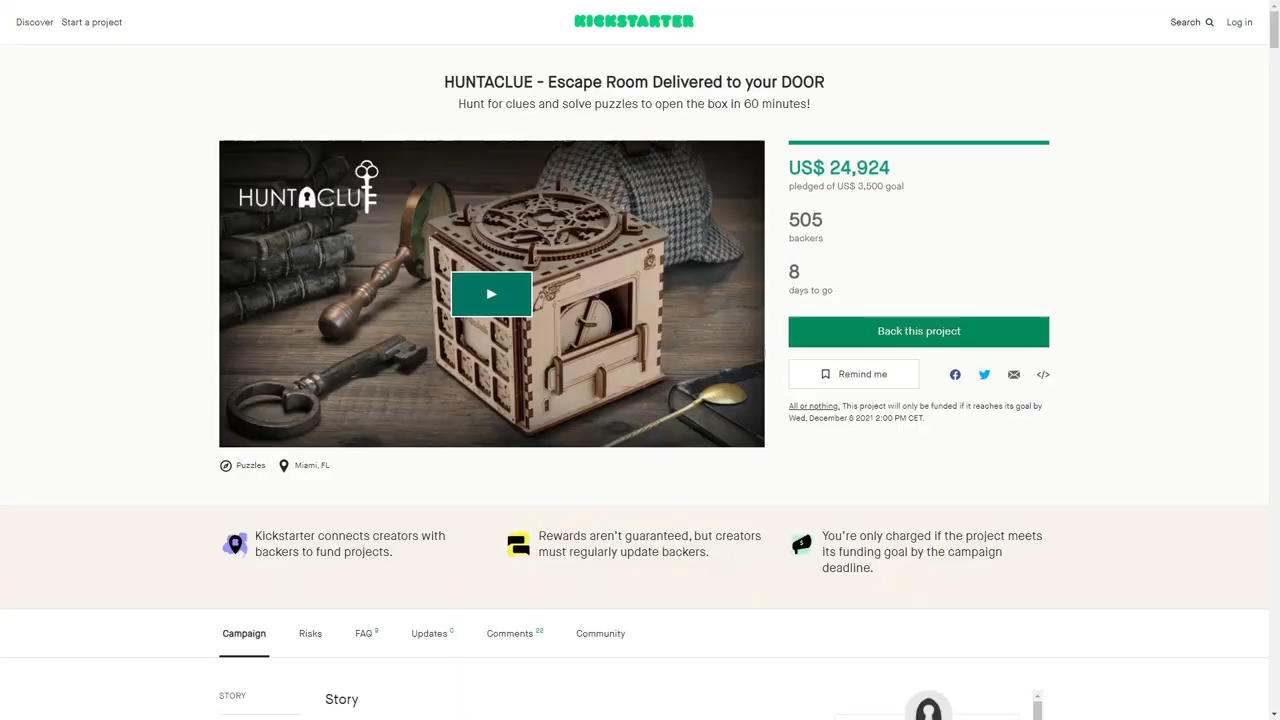 Discover
Start a project
KICKSTARTER
Search
Log in
HUNTACLUE - Escape Room Delivered to your DOOR
Hunt for clues and solve puzzles to open the box in 60 minutes!
HUNTACLUE
US$ 24,924
pledged of US$ 3,500 goal
505
backers
8
days to go
Back this project
Remind me
</>
All or nothing. This project will only be funded if it reaches its goal by
Wed, December 8 2021 2:00 PM CET.
Puzzles
Miami, FL
Kickstarter connects creators with
backers to fund projects.
Rewards aren't guaranteed, but creators
must regularly update backers.
You're only charged if the project meets
its funding goal by the campaign
deadline.
Campaign
Risks
FAQ 9
Updates 0
Comments 22
Community
STORY
Story